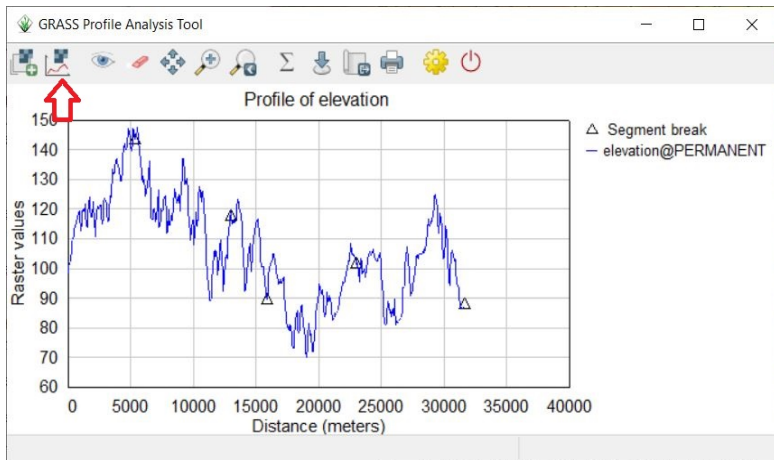 GRASS Profile Analysis Tool
Profile of elevation
Segment break
elevation@PERMANENT
Raster values
150
140
130
120
110
100
90
80
70
60
0 5000 10000 15000 20000 25000 30000 35000 40000
Distance (meters)